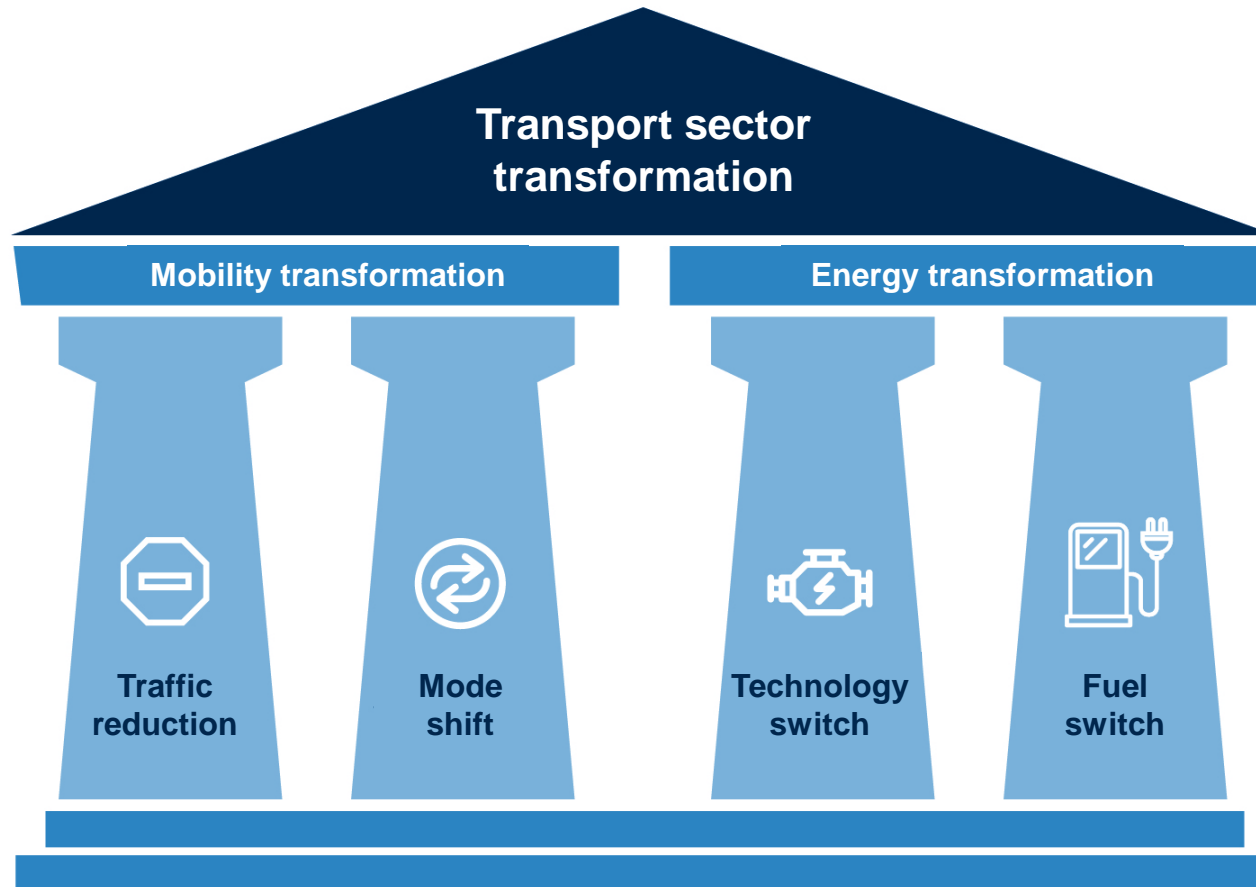 Transport sector
transformation
Mobility transformation
Energy transformation
Traffic
reduction
Mode
shift
Technology
switch
Fuel
switch